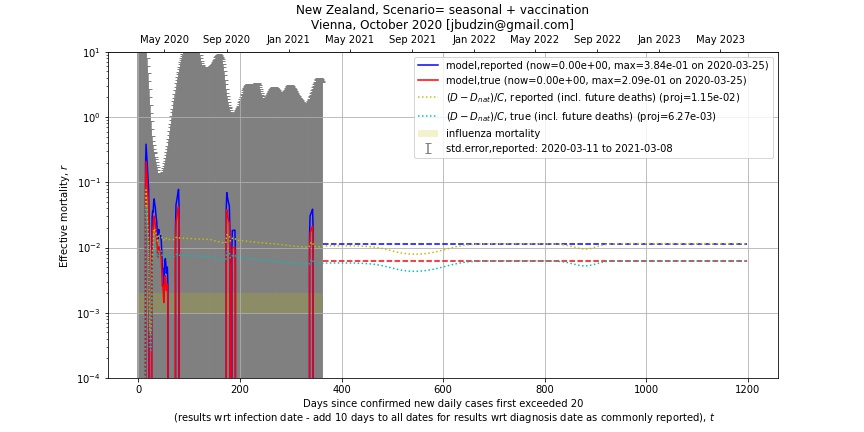 New Zealand, Scenario= seasonal + vaccination
Vienna, October 2020 [jbudzin@gmail.com]
May 2020 Sep 2020 Jan 2021 May 2021 Sep 2021 Jan 2022 May 2022 Sep 2022 Jan 2023 May 2023
model,reported (now=0.00e+00, max=3.84e-01 on 2020-03-25)
model,true (now=0.00e+00, max=2.09e-01 on 2020-03-25)
(D − D_nat)/C, reported (incl. future deaths) (proj=1.15e-02)
(D − D_nat)/C, true (incl. future deaths) (proj=6.27e-03)
influenza mortality
std.error,reported: 2020-03-11 to 2021-03-08
Effective mortality, r
10^1
10^0
10^−1
10^−2
10^−3
10^−4
0 200 400 600 800 1000 1200
Days since confirmed new daily cases first exceeded 20
(results wrt infection date - add 10 days to all dates for results wrt diagnosis date as commonly reported), t